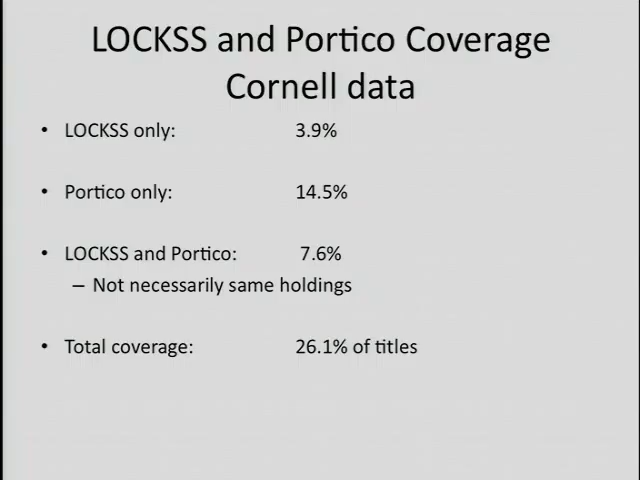 LOCKSS and Portico Coverage
Cornell data
• LOCKSS only: 3.9%
• Portico only: 14.5%
• LOCKSS and Portico: 7.6%
– Not necessarily same holdings
• Total coverage: 26.1% of titles